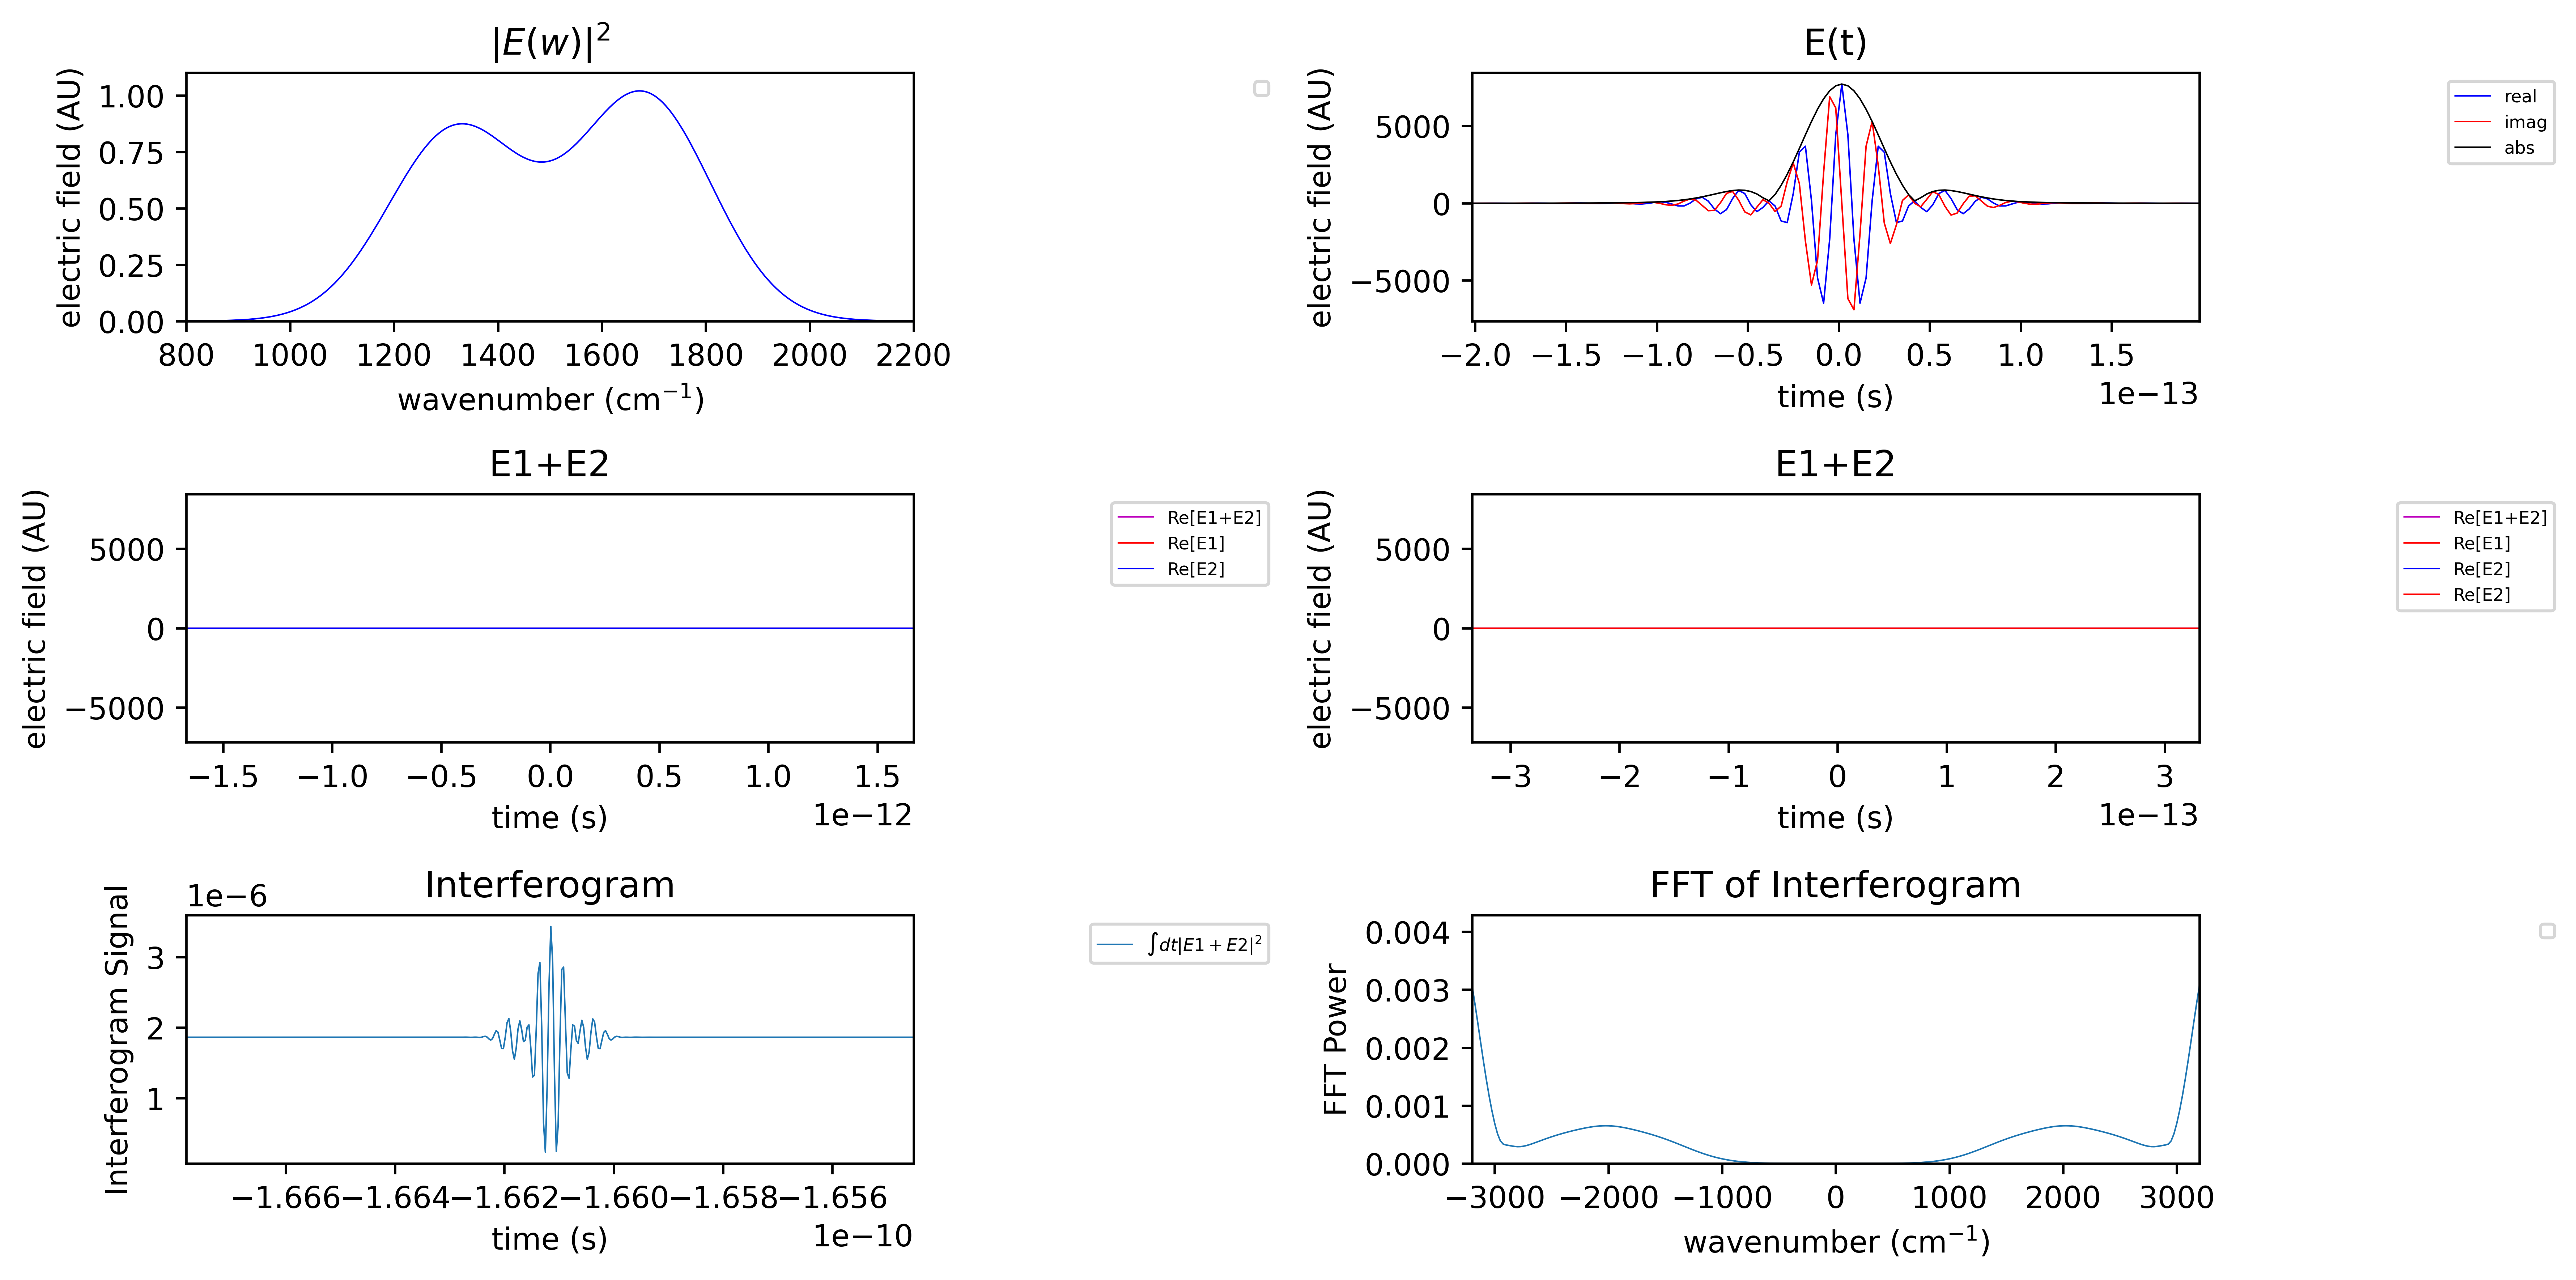 |E(w)|²
electric field (AU)
1.00
0.75
0.50
0.25
0.00
800 1000 1200 1400 1600 1800 2000 2200
wavenumber (cm⁻¹)
E(t)
electric field (AU)
5000
0
−5000
−2.0 −1.5 −1.0 −0.5 0.0 0.5 1.0 1.5
1e−13
time (s)
real
imag
abs
E1+E2
electric field (AU)
5000
0
−5000
−1.5 −1.0 −0.5 0.0 0.5 1.0 1.5
1e−12
time (s)
Re[E1+E2]
Re[E1]
Re[E2]
E1+E2
electric field (AU)
5000
0
−5000
−3 −2 −1 0 1 2 3
1e−13
time (s)
Re[E1+E2]
Re[E1]
Re[E2]
Re[E2]
Interferogram
1e−6
Interferogram Signal
3
2
1
−1.666 −1.664 −1.662 −1.660 −1.658 −1.656
1e−10
time (s)
∫dt|E1 + E2|²
FFT of Interferogram
FFT Power
0.004
0.003
0.002
0.001
0.000
−3000 −2000 −1000 0 1000 2000 3000
wavenumber (cm⁻¹)